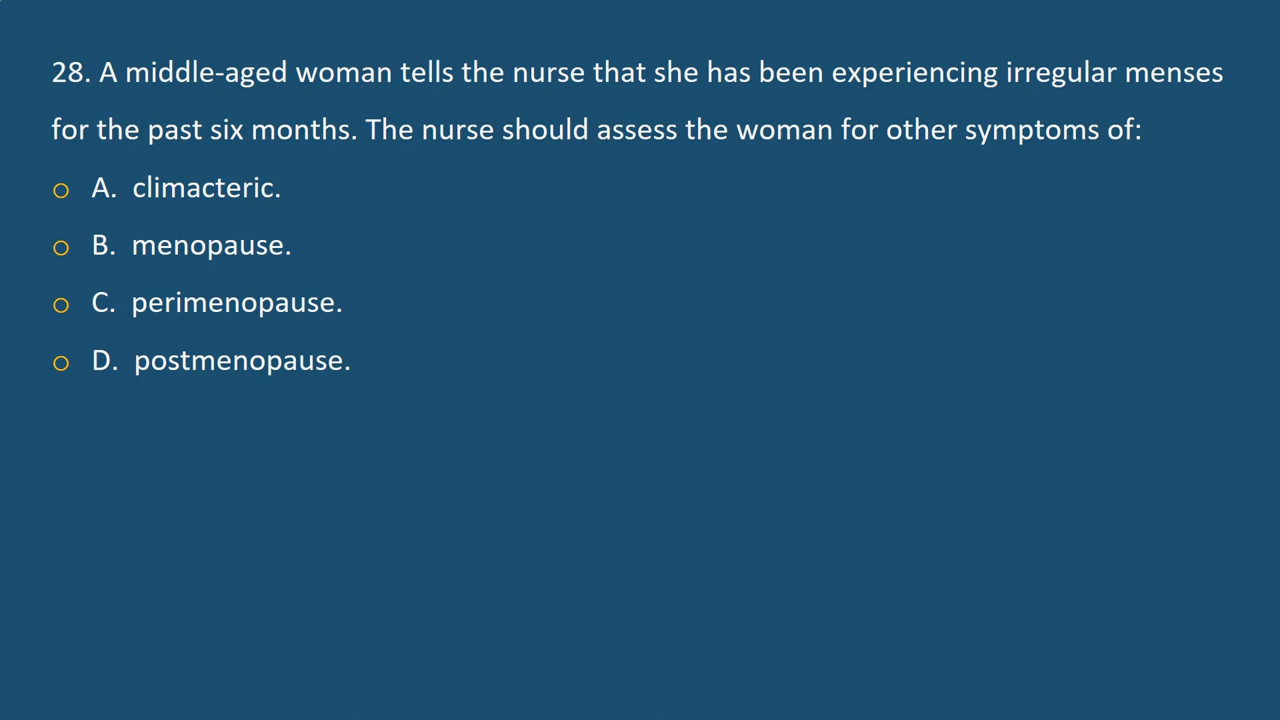 28. A middle-aged woman tells the nurse that she has been experiencing irregular menses
for the past six months. The nurse should assess the woman for other symptoms of:
A. climacteric.
B. menopause.
C. perimenopause.
D. postmenopause.